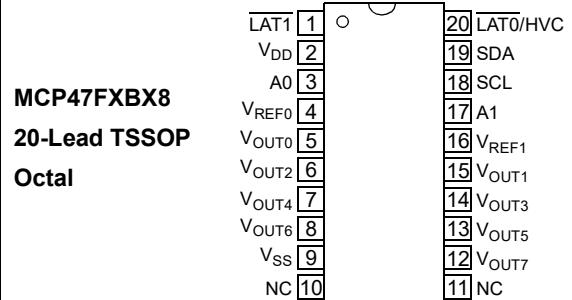 MCP47FXBX8
20-Lead TSSOP
Octal
LAT1 1
VDD 2
A0 3
VREF0 4
VOUT0 5
VOUT2 6
VOUT4 7
VOUT6 8
VSS 9
NC 10
20 LAT0/HVC
19 SDA
18 SCL
17 A1
16 VREF1
15 VOUT1
14 VOUT3
13 VOUT5
12 VOUT7
11 NC